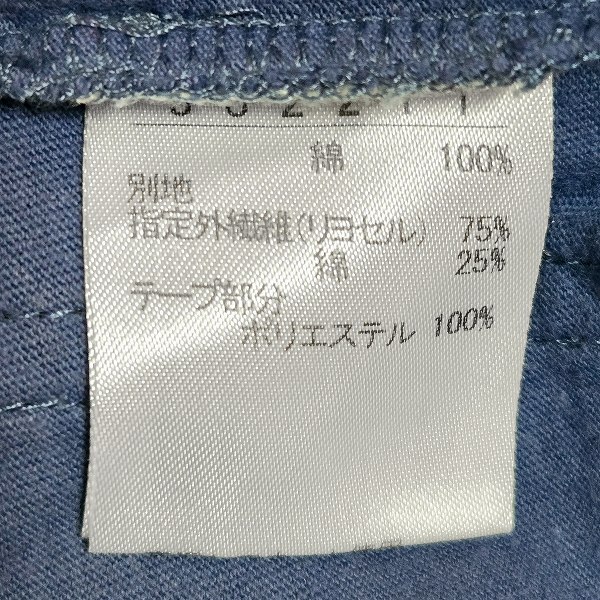 綿 100%
別地
指定外繊維(リヨセル) 75%
綿 25%
テープ部分
ポリエステル 100%